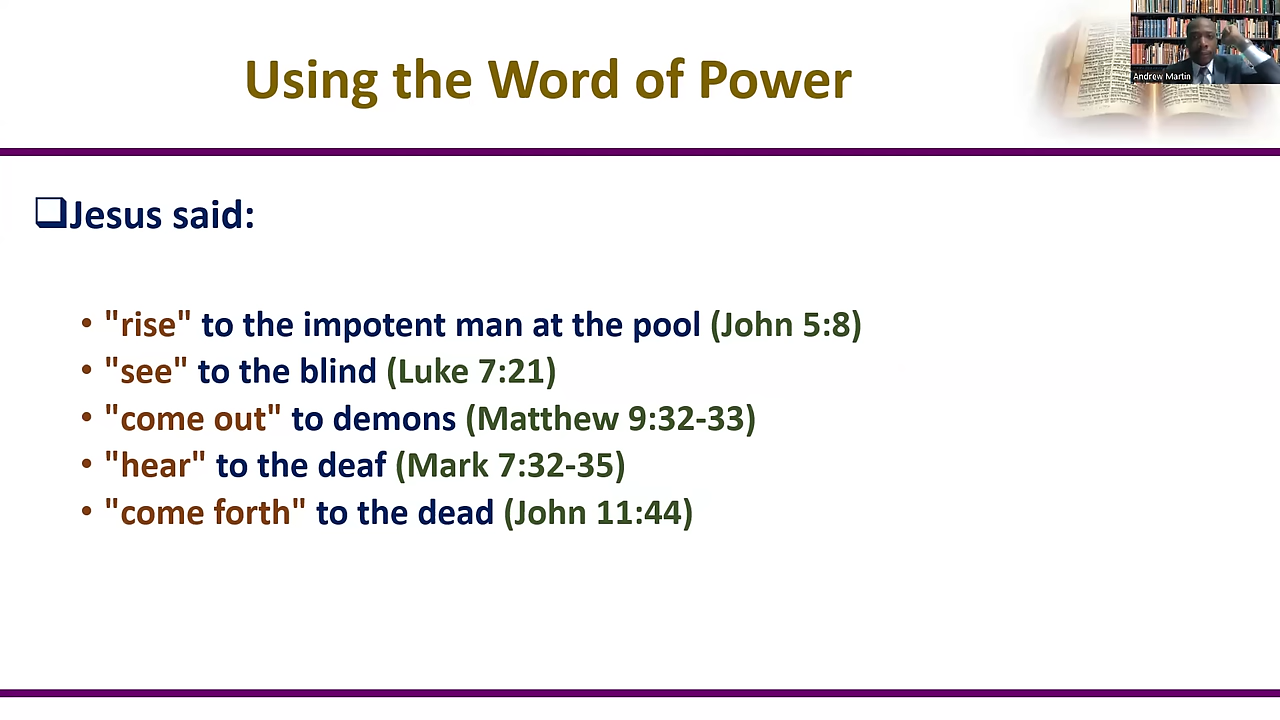 Using the Word of Power
Andrew Martin
❑Jesus said:
• "rise" to the impotent man at the pool (John 5:8)
• "see" to the blind (Luke 7:21)
• "come out" to demons (Matthew 9:32-33)
• "hear" to the deaf (Mark 7:32-35)
• "come forth" to the dead (John 11:44)